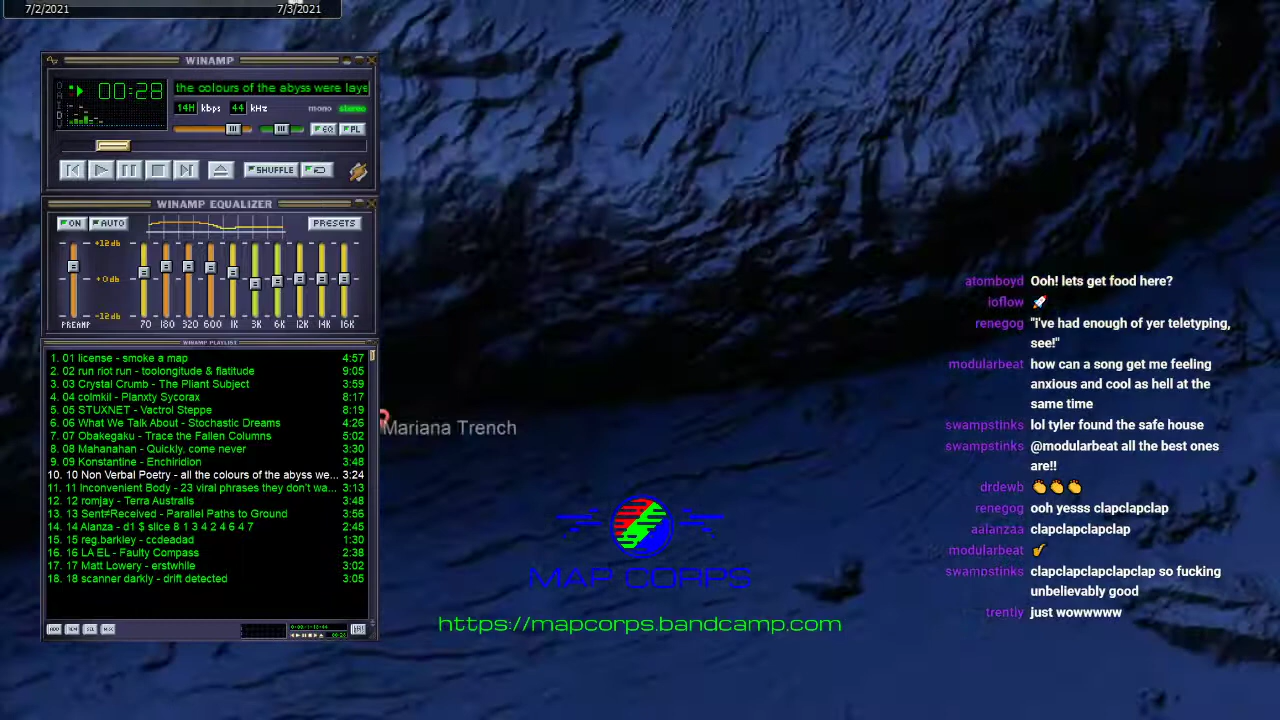 7/2/2021
7/3/2021
WINAMP
00:28
the colours of the abyss were laye
kbps 44 kHz mono stereo
EQ PL
SHUFFLE
WINAMP EQUALIZER
ON AUTO PRESETS
+12db
+0db
-12db
PREAMP 70 180 320 600 1K 3K 6K 12K 14K 16K
WINAMP PLAYLIST
1. 01 license - smoke a map 4:57
2. 02 run riot run - toolongitude & flatitude 9:05
3. 03 Crystal Crumb - The Pliant Subject 3:59
4. 04 colmkil - Planxty Sycorax 8:17
5. 05 STUXNET - Vactrol Steppe 8:19
6. 06 What We Talk About - Stochastic Dreams 4:26
7. 07 Obakegaku - Trace the Fallen Columns 5:02
8. 08 Mahanahan - Quickly, come never 3:30
9. 09 Konstantine - Enchiridion 3:48
10. 10 Non Verbal Poetry - all the colours of the abyss we... 3:24
11. 11 Inconvenient Body - 23 viral phrases they don't wa... 3:13
12. 12 romjay - Terra Australis 3:48
13. 13 Sent≠Received - Parallel Paths to Ground 3:56
14. 14 Alanza - d1 $ slice 8 1 3 4 2 4 6 4 7 2:45
15. 15 reg.barkley - ccdeadad 1:30
16. 16 LA EL - Faulty Compass 2:38
17. 17 Matt Lowery - erstwhile 3:02
18. 18 scanner darkly - drift detected 3:05
ADD REM SEL MISC
Mariana Trench
MAP CORPS
https://mapcorps.bandcamp.com
atomboyd Ooh! lets get food here?
ioflow 🚀
renegog "i've had enough of yer teletyping,
see!"
modularbeat how can a song get me feeling
anxious and cool as hell at the
same time
swampstinks lol tyler found the safe house
swampstinks @modularbeat all the best ones
are!!
drdewb 👏 👏 👏
renegog ooh yesss clapclapclap
aalanzaa clapclapclapclap
modularbeat 🎷
swampstinks clapclapclapclapclap so fucking
unbelievably good
trently just wowwwww